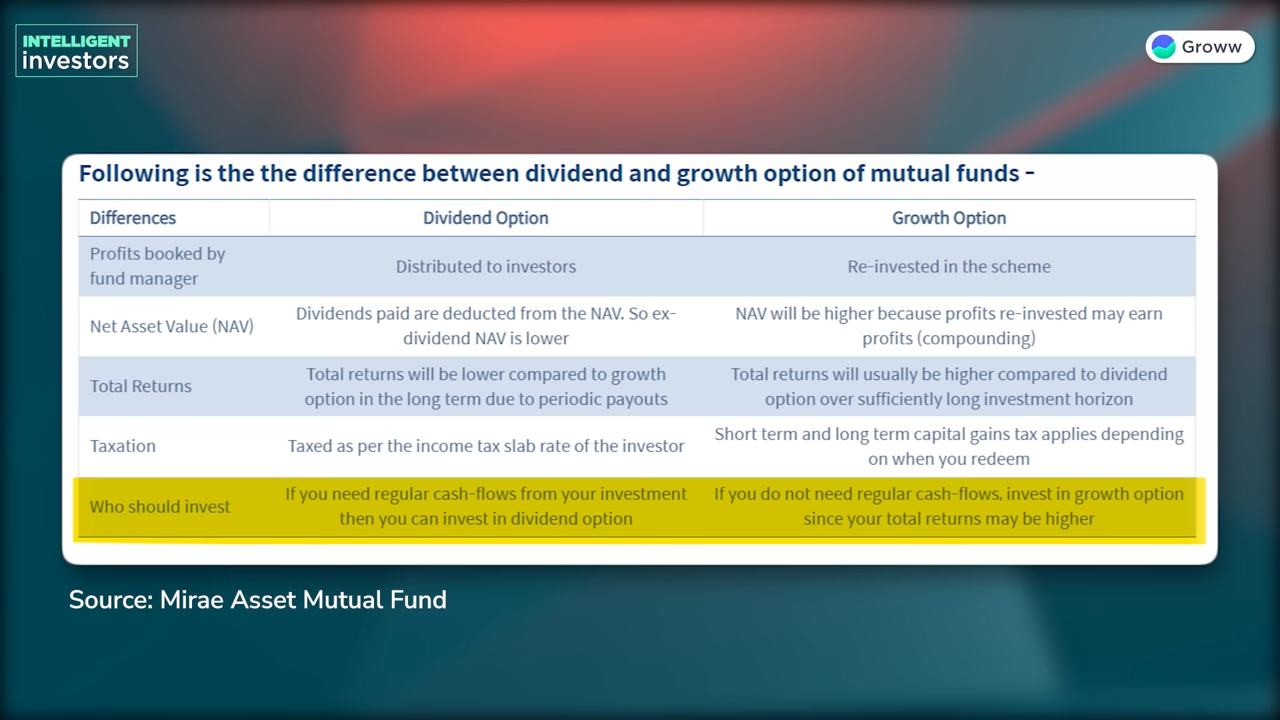 INTELLIGENT
investors
Groww
Following is the the difference between dividend and growth option of mutual funds -
Differences
Dividend Option
Growth Option
Profits booked by
fund manager
Distributed to investors
Re-invested in the scheme
Net Asset Value (NAV)
Dividends paid are deducted from the NAV. So ex-
dividend NAV is lower
NAV will be higher because profits re-invested may earn
profits (compounding)
Total Returns
Total returns will be lower compared to growth
option in the long term due to periodic payouts
Total returns will usually be higher compared to dividend
option over sufficiently long investment horizon
Taxation
Taxed as per the income tax slab rate of the investor
Short term and long term capital gains tax applies depending
on when you redeem
Who should invest
If you need regular cash-flows from your investment
then you can invest in dividend option
If you do not need regular cash-flows, invest in growth option
since your total returns may be higher
Source: Mirae Asset Mutual Fund